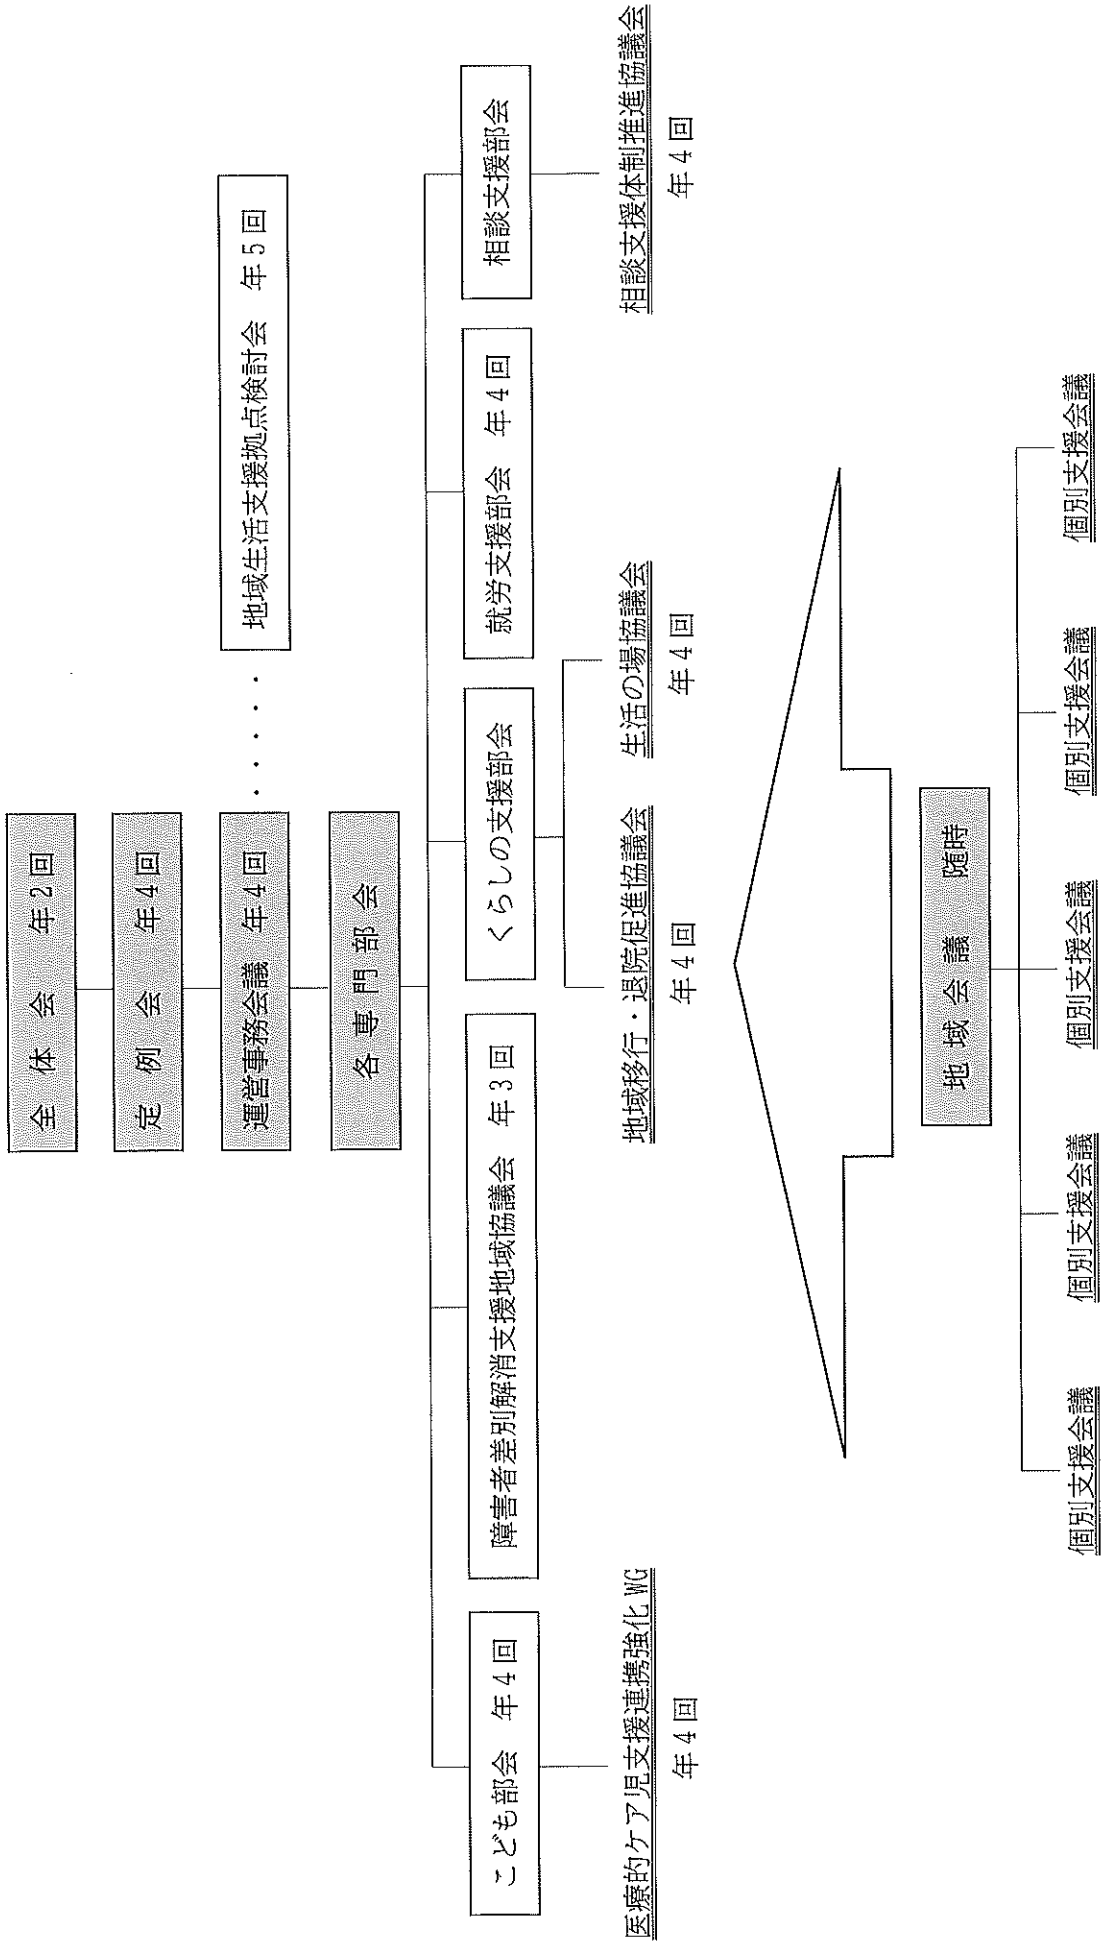 全 体 会　年2回
定 例 会　年4回
運営事務会議　年4回
・・・・・
地域生活支援拠点検討会　年5回
各 専 門 部 会
こども部会　年4回
障害者差別解消支援地域協議会　年3回
くらしの支援部会
就労支援部会　年4回
相談支援部会
医療的ケア児支援連携強化 WG
年4回
地域移行・退院促進協議会
年4回
生活の場協議会
年4回
相談支援体制推進協議会
年4回
地 域 会 議　随時
個別支援会議
個別支援会議
個別支援会議
個別支援会議
個別支援会議